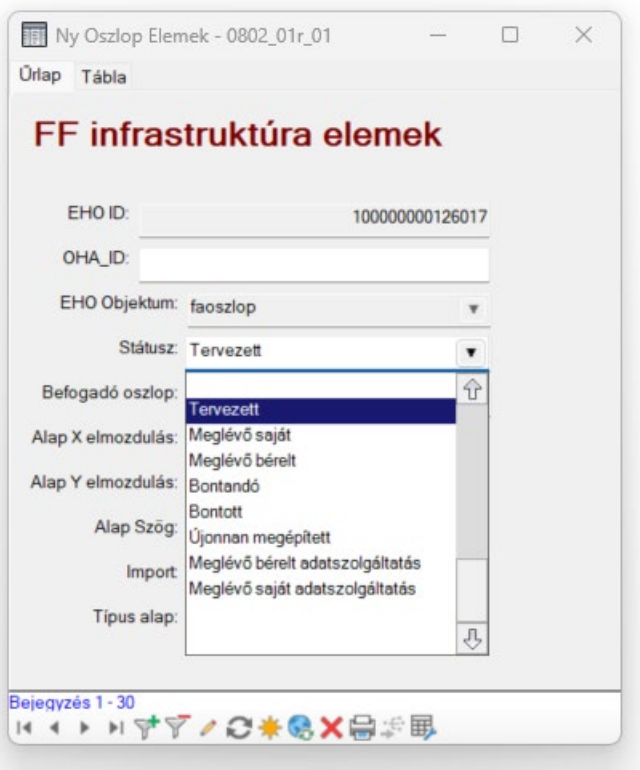 Ny Oszlop Elemek - 0802_01r_01
Űrlap Tábla
FF infrastruktúra elemek
EHO ID: 100000000126017
OHA_ID:
EHO Objektum: faoszlop
Státusz: Tervezett
Befogadó oszlop:
Tervezett
Alap X elmozdulás: Meglévő saját
Meglévő bérelt
Alap Y elmozdulás: Bontandó
Bontott
Alap Szög: Újonnan megépített
Import Meglévő bérelt adatszolgáltatás
Meglévő saját adatszolgáltatás
Típus alap:
Bejegyzés 1 - 30